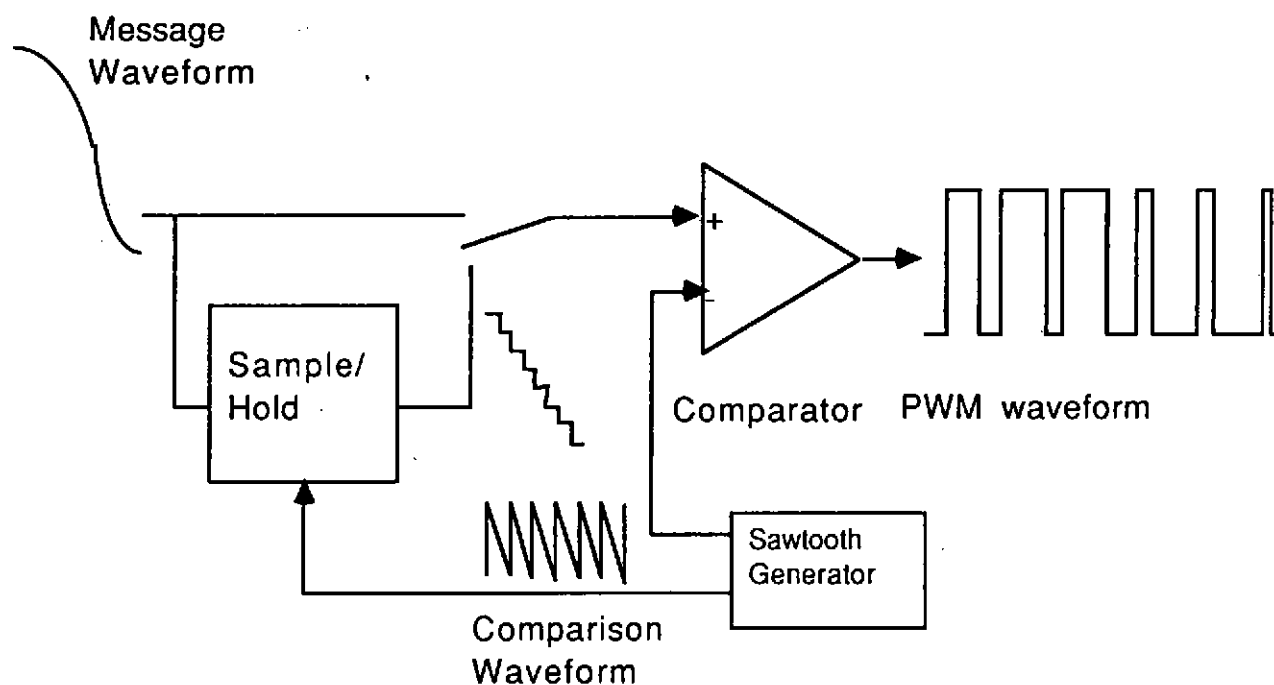 Message
Waveform
+
-
Sample/
Hold
Comparator
PWM waveform
Sawtooth
Generator
Comparison
Waveform